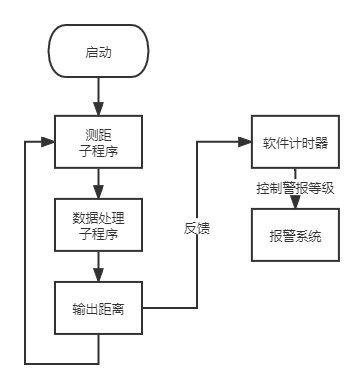 启动
测距
子程序
数据处理
子程序
输出距离
反馈
软件计时器
控制警报等级
报警系统